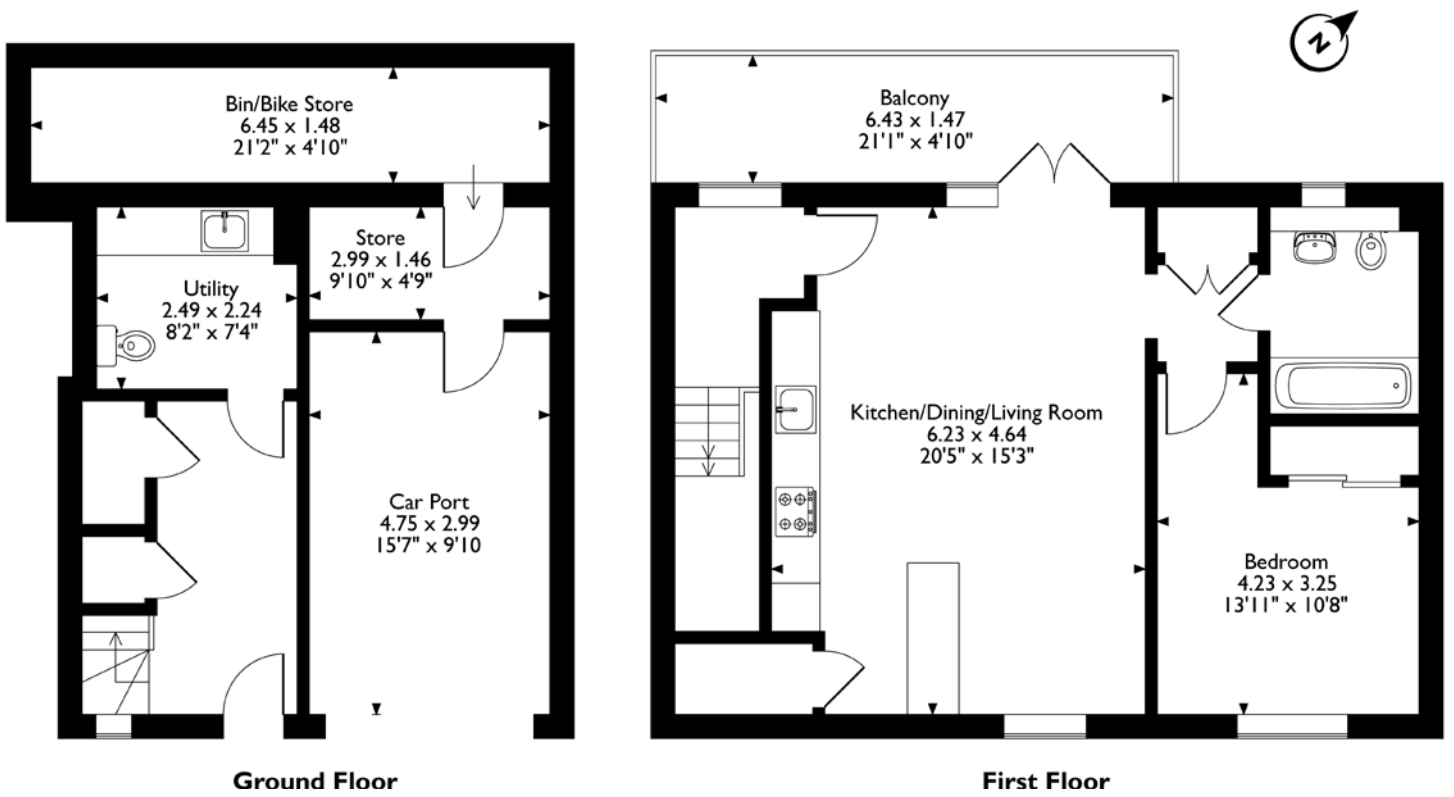 N
Bin/Bike Store
6.45 x 1.48
21'2" x 4'10"
Store
2.99 x 1.46
9'10" x 4'9"
Utility
2.49 x 2.24
8'2" x 7'4"
Car Port
4.75 x 2.99
15'7" x 9'10
Ground Floor
Balcony
6.43 x 1.47
21'1" x 4'10"
Kitchen/Dining/Living Room
6.23 x 4.64
20'5" x 15'3"
Bedroom
4.23 x 3.25
13'11" x 10'8"
First Floor